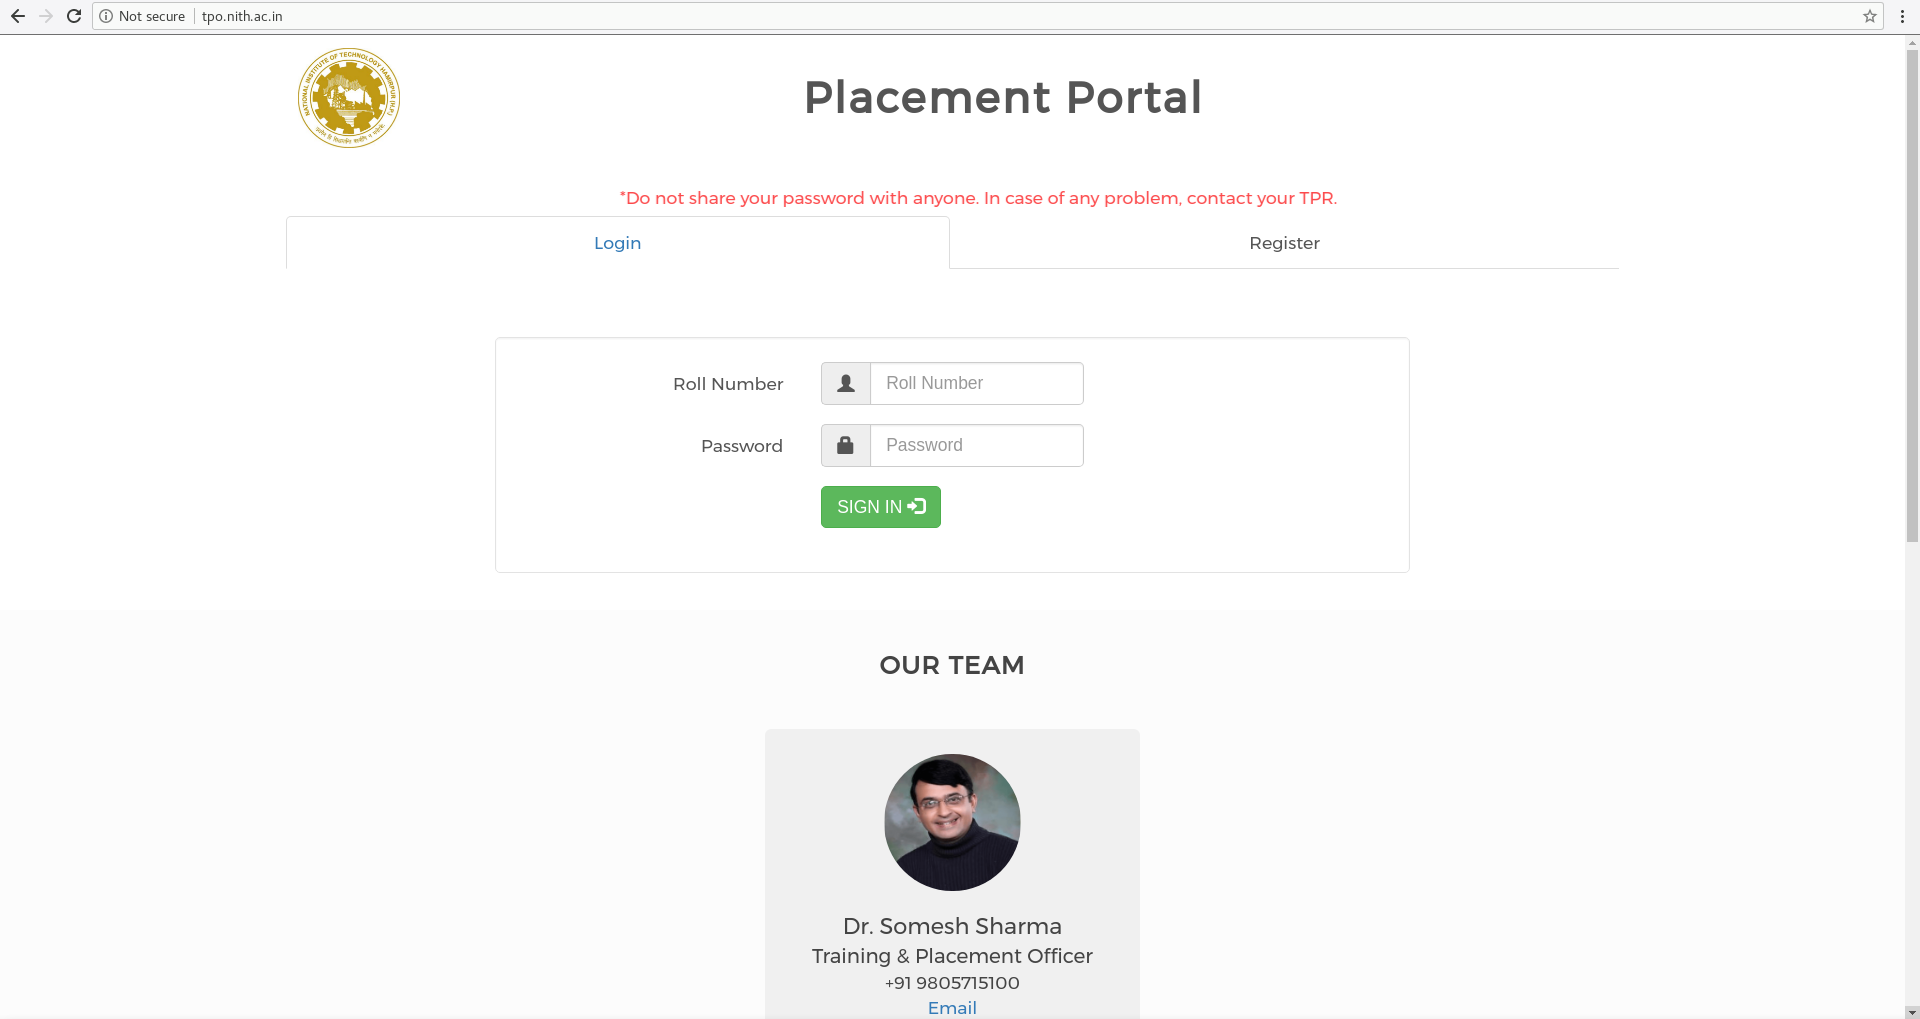 Not secure tpo.nith.ac.in
NATIONAL INSTITUTE OF TECHNOLOGY HAMIRPUR (H.P.)
Placement Portal
*Do not share your password with anyone. In case of any problem, contact your TPR.
Login Register
Roll Number Roll Number
Password Password
SIGN IN
OUR TEAM
Dr. Somesh Sharma
Training & Placement Officer
+91 9805715100
Email